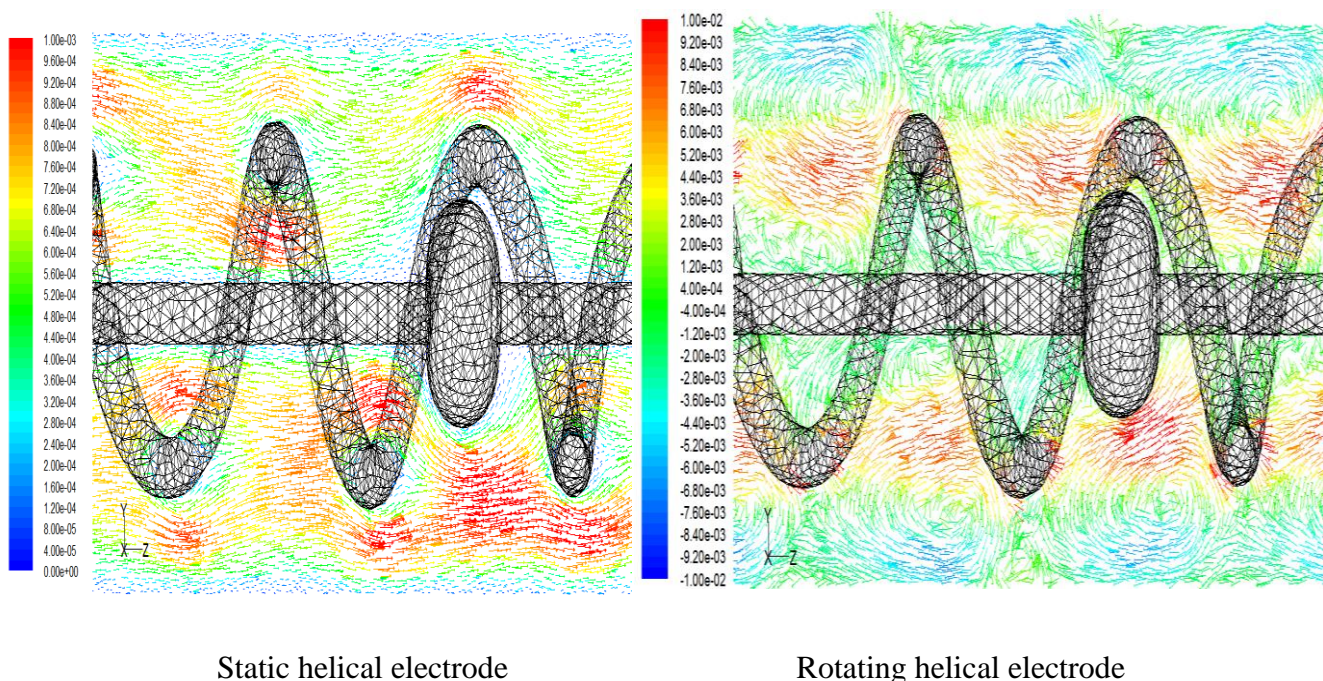 1.00e-03
9.60e-04
9.20e-04
8.80e-04
8.40e-04
8.00e-04
7.60e-04
7.20e-04
6.80e-04
6.40e-04
6.00e-04
5.60e-04
5.20e-04
4.80e-04
4.40e-04
4.00e-04
3.60e-04
3.20e-04
2.80e-04
2.40e-04
2.00e-04
1.60e-04
1.20e-04
8.00e-05
4.00e-05
0.00e+00
Y
X Z
1.00e-02
9.20e-03
8.40e-03
7.60e-03
6.80e-03
6.00e-03
5.20e-03
4.40e-03
3.60e-03
2.80e-03
2.00e-03
1.20e-03
4.00e-04
-4.00e-04
-1.20e-03
-2.00e-03
-2.80e-03
-3.60e-03
-4.40e-03
-5.20e-03
-6.00e-03
-6.80e-03
-7.60e-03
-8.40e-03
-9.20e-03
-1.00e-02
Y
X Z
Static helical electrode
Rotating helical electrode